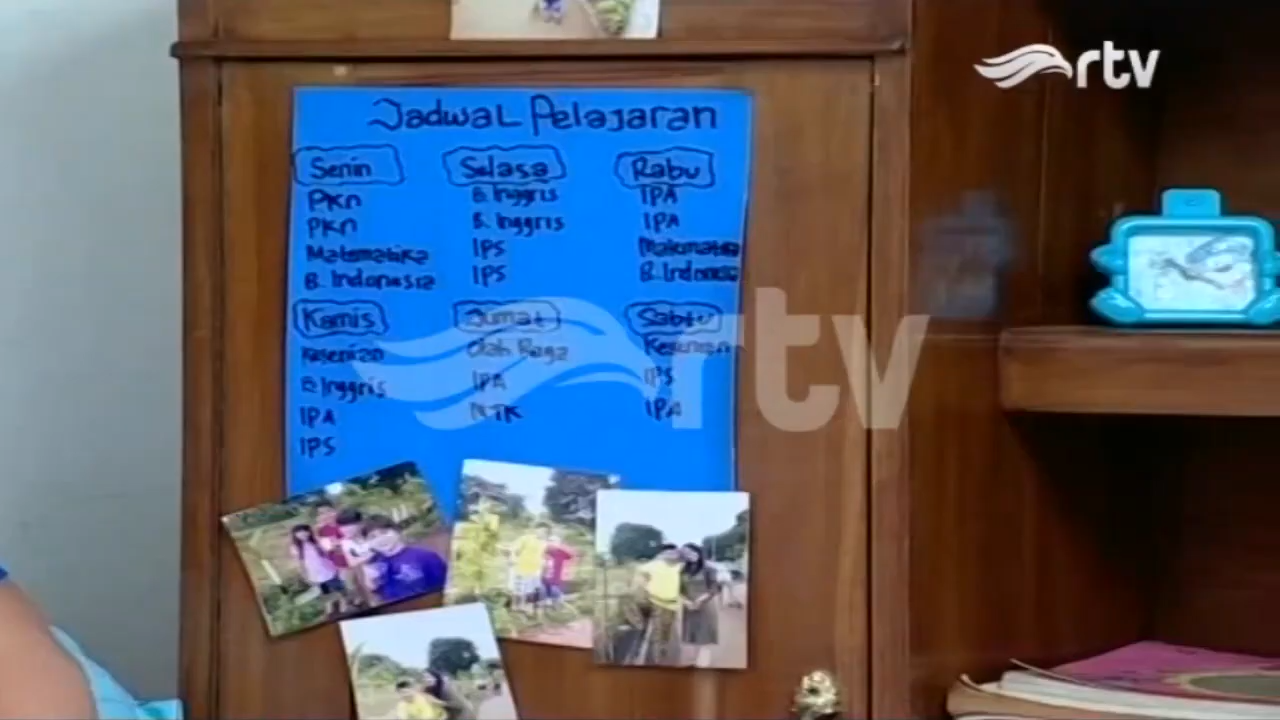 rtv
Jadwal Pelajaran
Senin
PKn
PKn
Matematika
B. Indonesia
Selasa
B. Inggris
B. Inggris
IPS
IPS
Rabu
IPA
IPA
Matematika
B. Indonesia
Kamis
Kesenian
B. Inggris
IPA
IPS
Jumat
Olah Raga
IPA
MTK
Sabtu
Kesenian
IPS
IPA
rtv